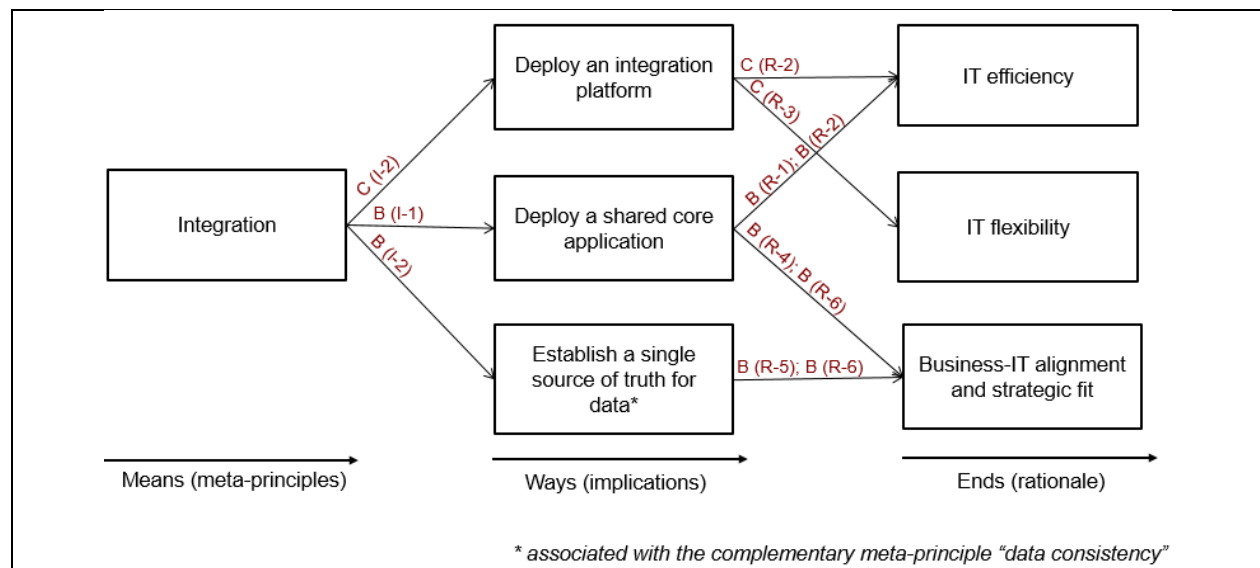 Integration
C (I-2)
B (I-1)
B (I-2)
Deploy an integration
platform
Deploy a shared core
application
Establish a single
source of truth for
data*
C (R-2)
C (R-3)
B (R-1); B (R-2)
B (R-4); B (R-6)
B (R-5); B (R-6)
IT efficiency
IT flexibility
Business-IT alignment
and strategic fit
Means (meta-principles)
Ways (implications)
Ends (rationale)
* associated with the complementary meta-principle “data consistency”